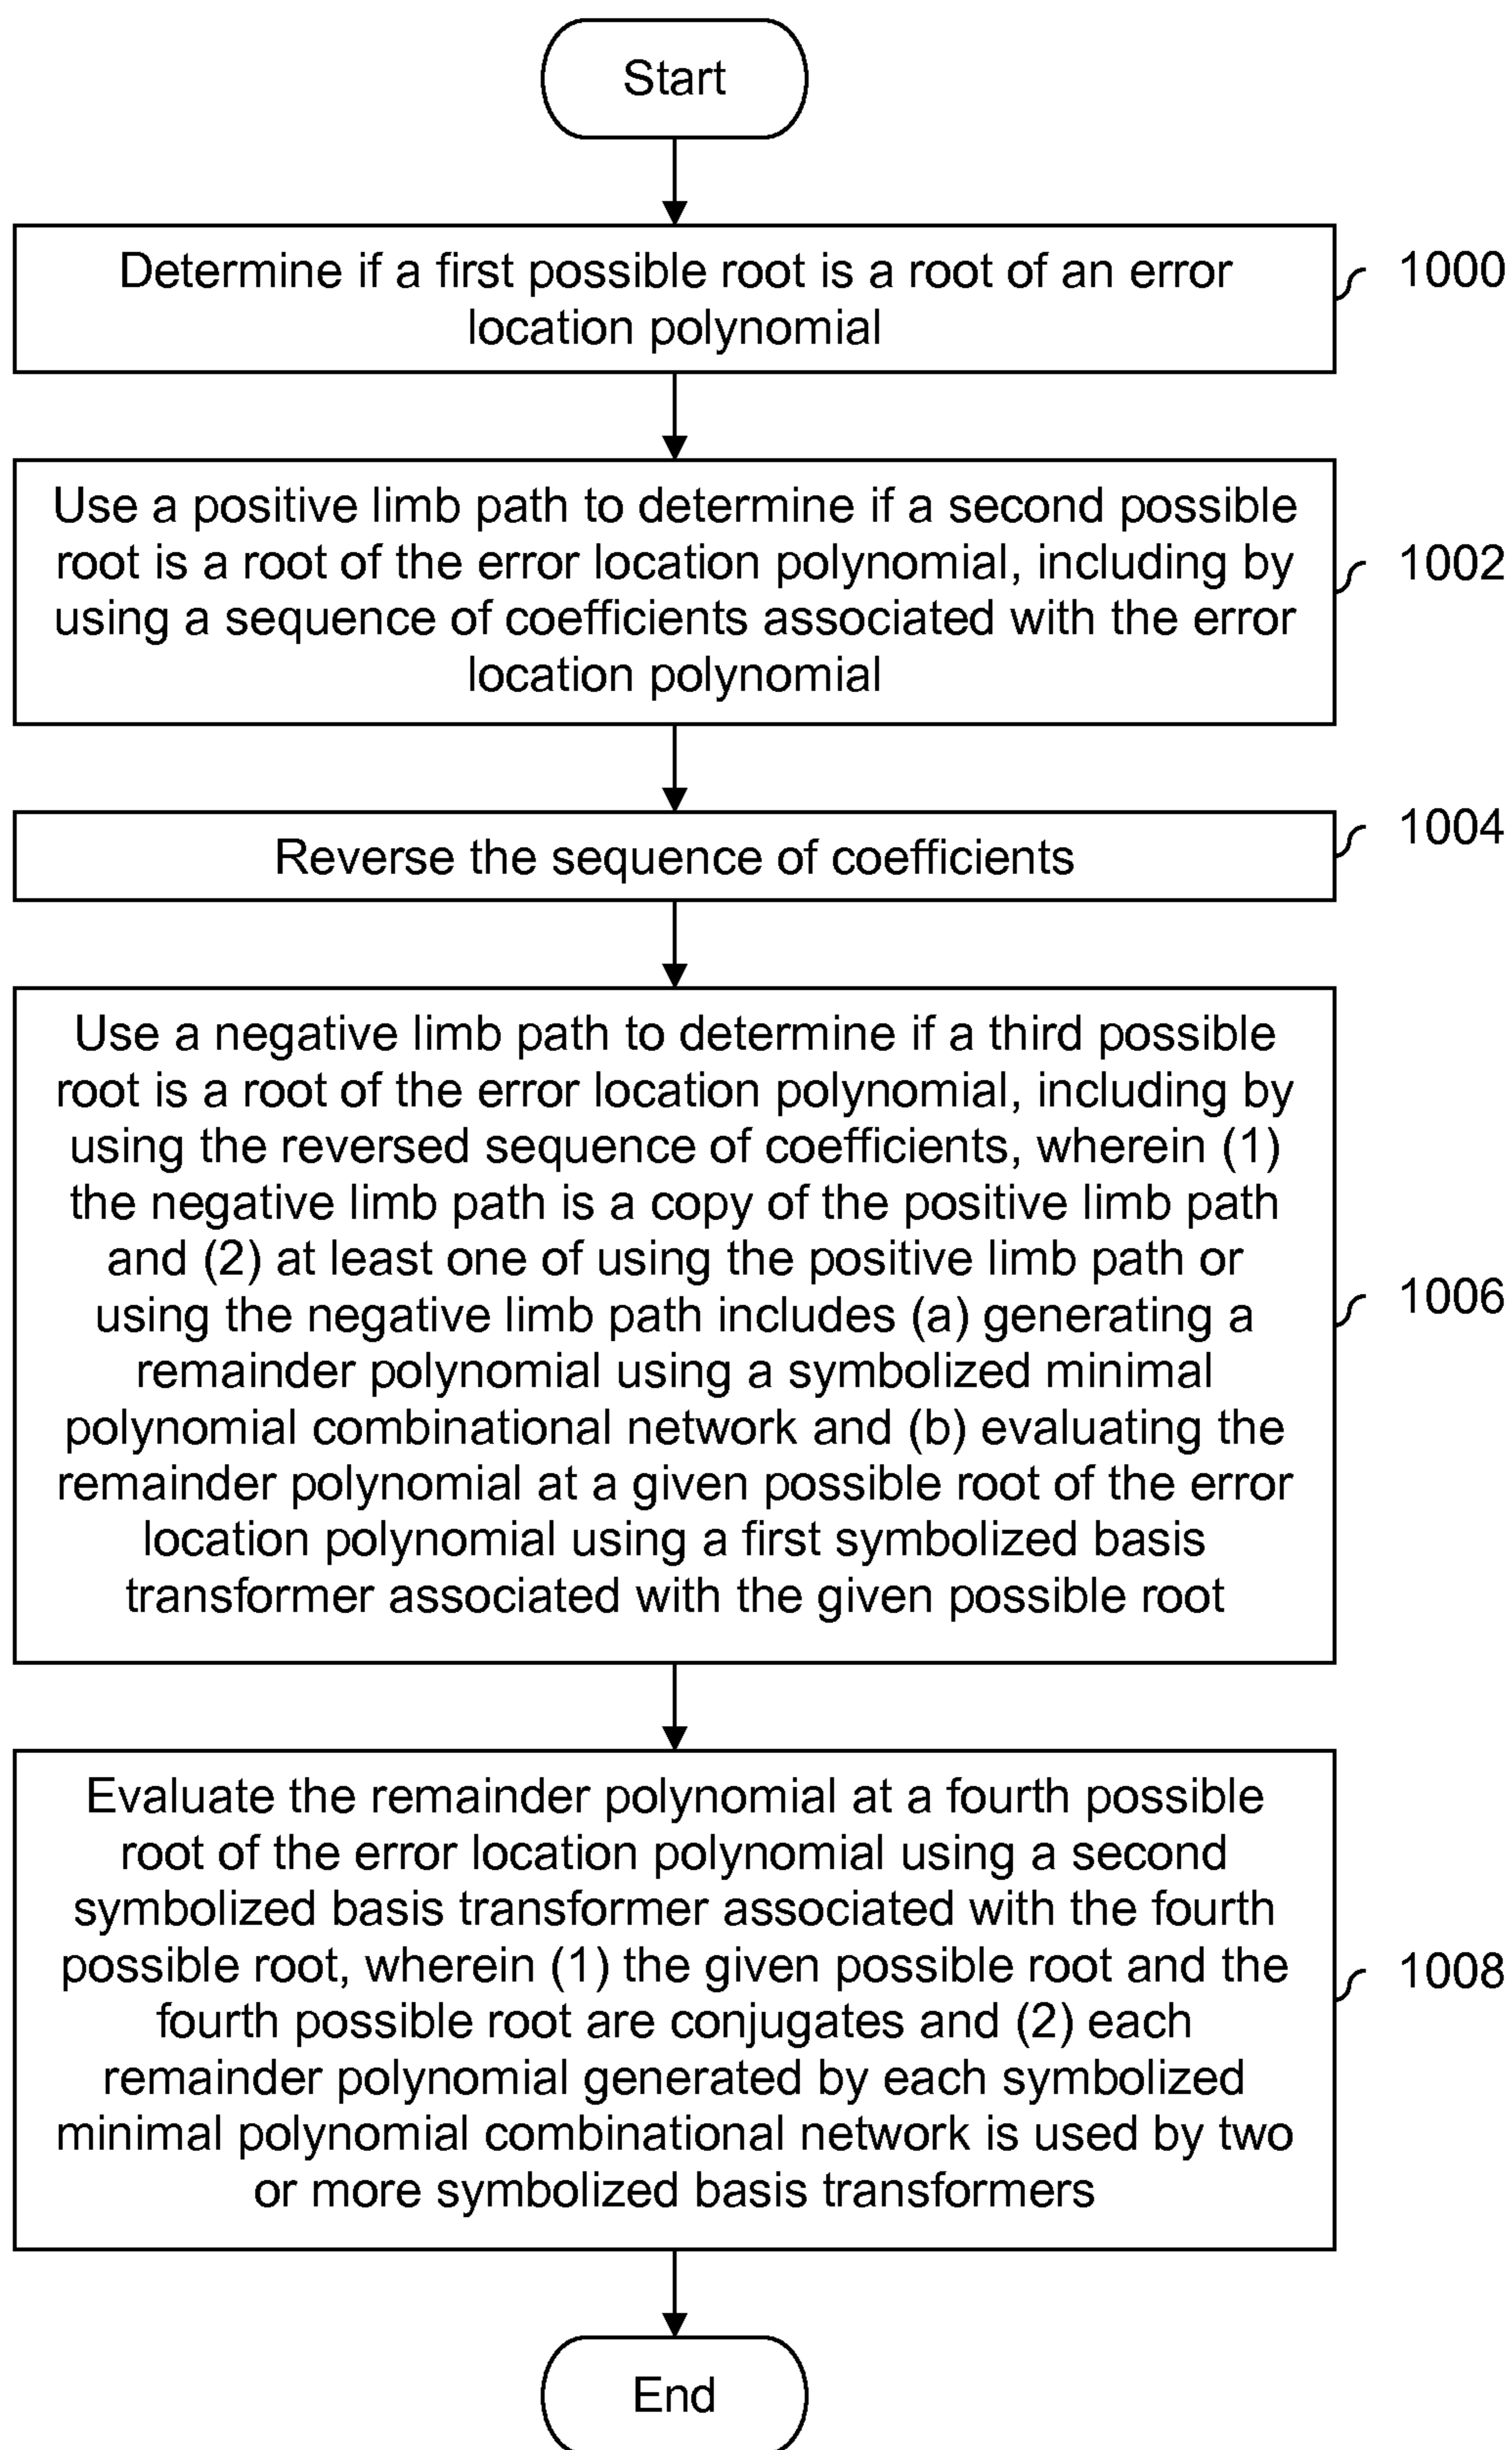 Start
Determine if a first possible root is a root of an error
location polynomial
1000
Use a positive limb path to determine if a second possible
root is a root of the error location polynomial, including by
using a sequence of coefficients associated with the error
location polynomial
1002
Reverse the sequence of coefficients
1004
Use a negative limb path to determine if a third possible
root is a root of the error location polynomial, including by
using the reversed sequence of coefficients, wherein (1)
the negative limb path is a copy of the positive limb path
and (2) at least one of using the positive limb path or
using the negative limb path includes (a) generating a
remainder polynomial using a symbolized minimal
polynomial combinational network and (b) evaluating the
remainder polynomial at a given possible root of the error
location polynomial using a first symbolized basis
transformer associated with the given possible root
1006
Evaluate the remainder polynomial at a fourth possible
root of the error location polynomial using a second
symbolized basis transformer associated with the fourth
possible root, wherein (1) the given possible root and the
fourth possible root are conjugates and (2) each
remainder polynomial generated by each symbolized
minimal polynomial combinational network is used by two
or more symbolized basis transformers
1008
End